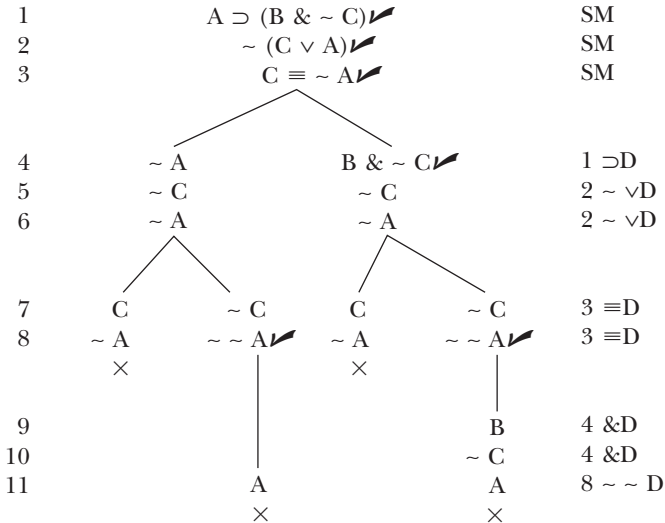 1 A ⊃ (B & ~ C)✔ SM
2 ~ (C ∨ A)✔ SM
3 C ≡ ~ A✔ SM
4 ~ A B & ~ C✔ 1 ⊃D
5 ~ C ~ C 2 ~ ∨D
6 ~ A ~ A 2 ~ ∨D
7 C ~ C C ~ C 3 ≡D
8 ~ A ~ ~ A✔ ~ A ~ ~ A✔ 3 ≡D
× ×
9 B 4 &D
10 ~ C 4 &D
11 A A 8 ~ ~ D
× ×